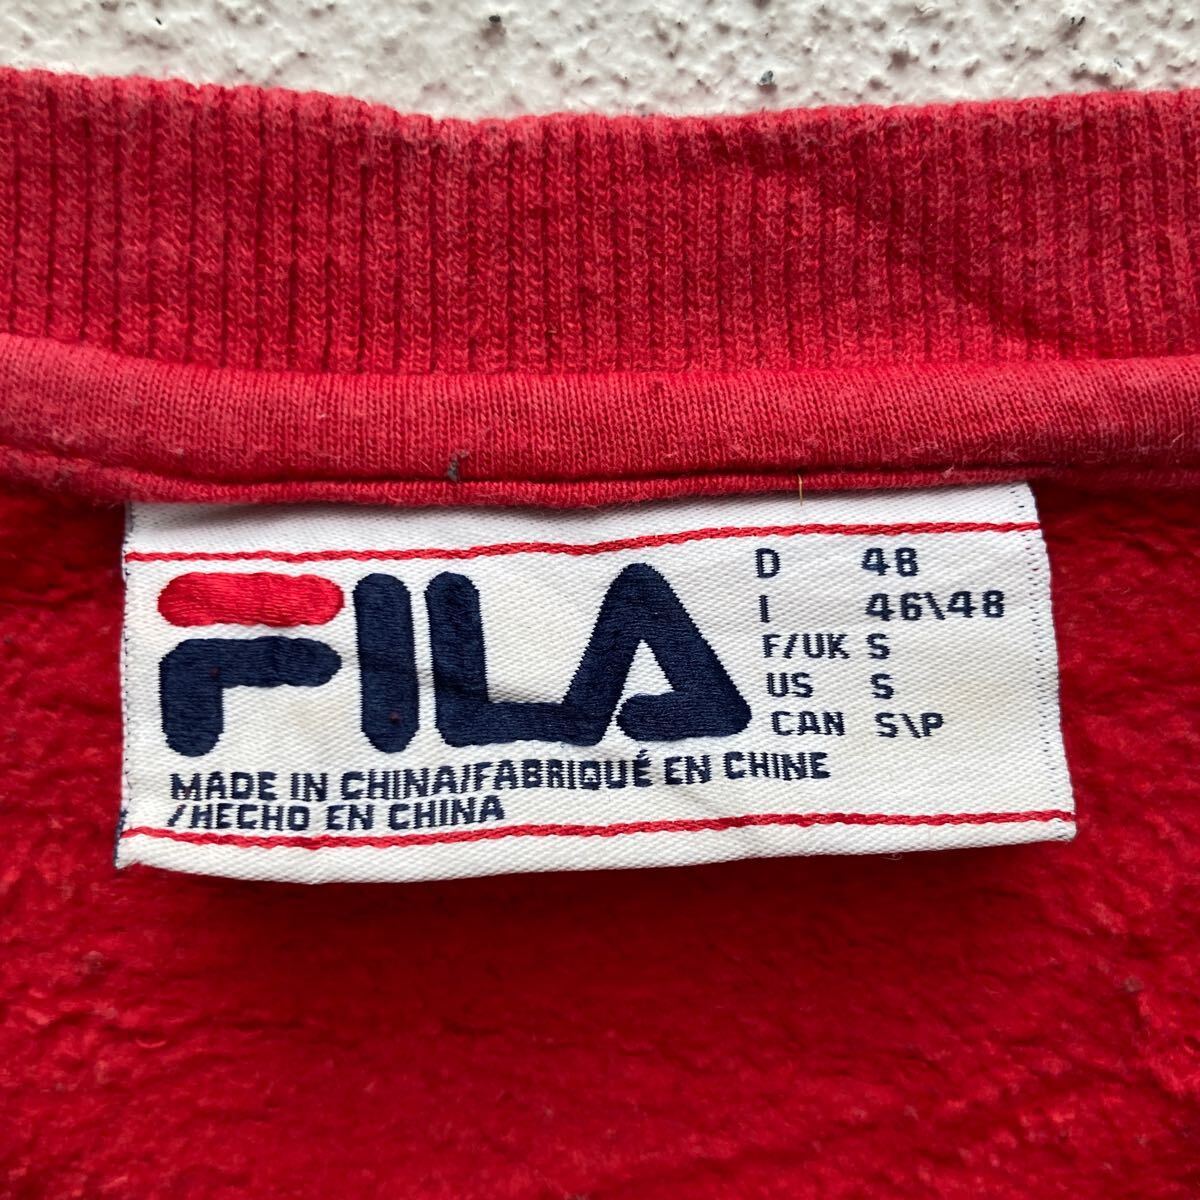 FILA
D 48
I 46\48
F/UK S
US S
CAN S\P
MADE IN CHINA/FABRIQUÉ EN CHINE
/HECHO EN CHINA